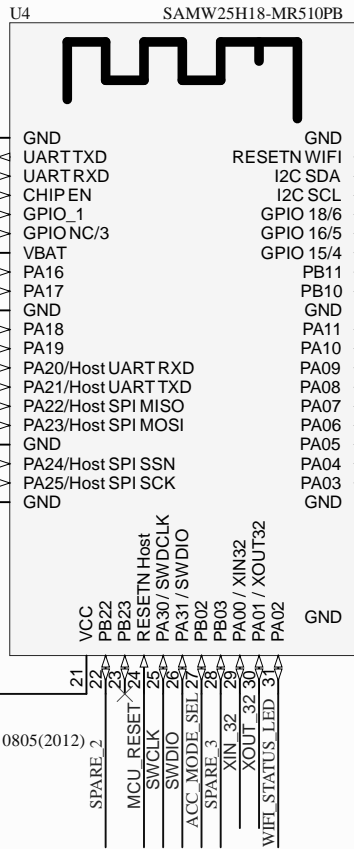 U4 SAMW25H18-MR510PB
GND GND
UART TXD RESETN WIFI
UART RXD I2C SDA
CHIP EN I2C SCL
GPIO_1 GPIO 18/6
GPIO NC/3 GPIO 16/5
VBAT GPIO 15/4
PA16 PB11
PA17 PB10
GND GND
PA18 PA11
PA19 PA10
PA20/Host UART RXD PA09
PA21/Host UART TXD PA08
PA22/Host SPI MISO PA07
PA23/Host SPI MOSI PA06
GND PA05
PA24/Host SPI SSN PA04
PA25/Host SPI SCK PA03
GND GND
VCC
PB22
PB23
RESETN Host
PA30 / SWDCLK
PA31 / SWDIO
PB02
PB03
PA00 / XIN32
PA01 / XOUT32
PA02
GND
21
22
23
24
25
26
27
28
29
30
31
0805(2012)
SPARE_2
MCU_RESET
SWCLK
SWDIO
ACC_MODE_SEL
SPARE_3
XIN_32
XOUT_32
WIFI_STATUS_LED